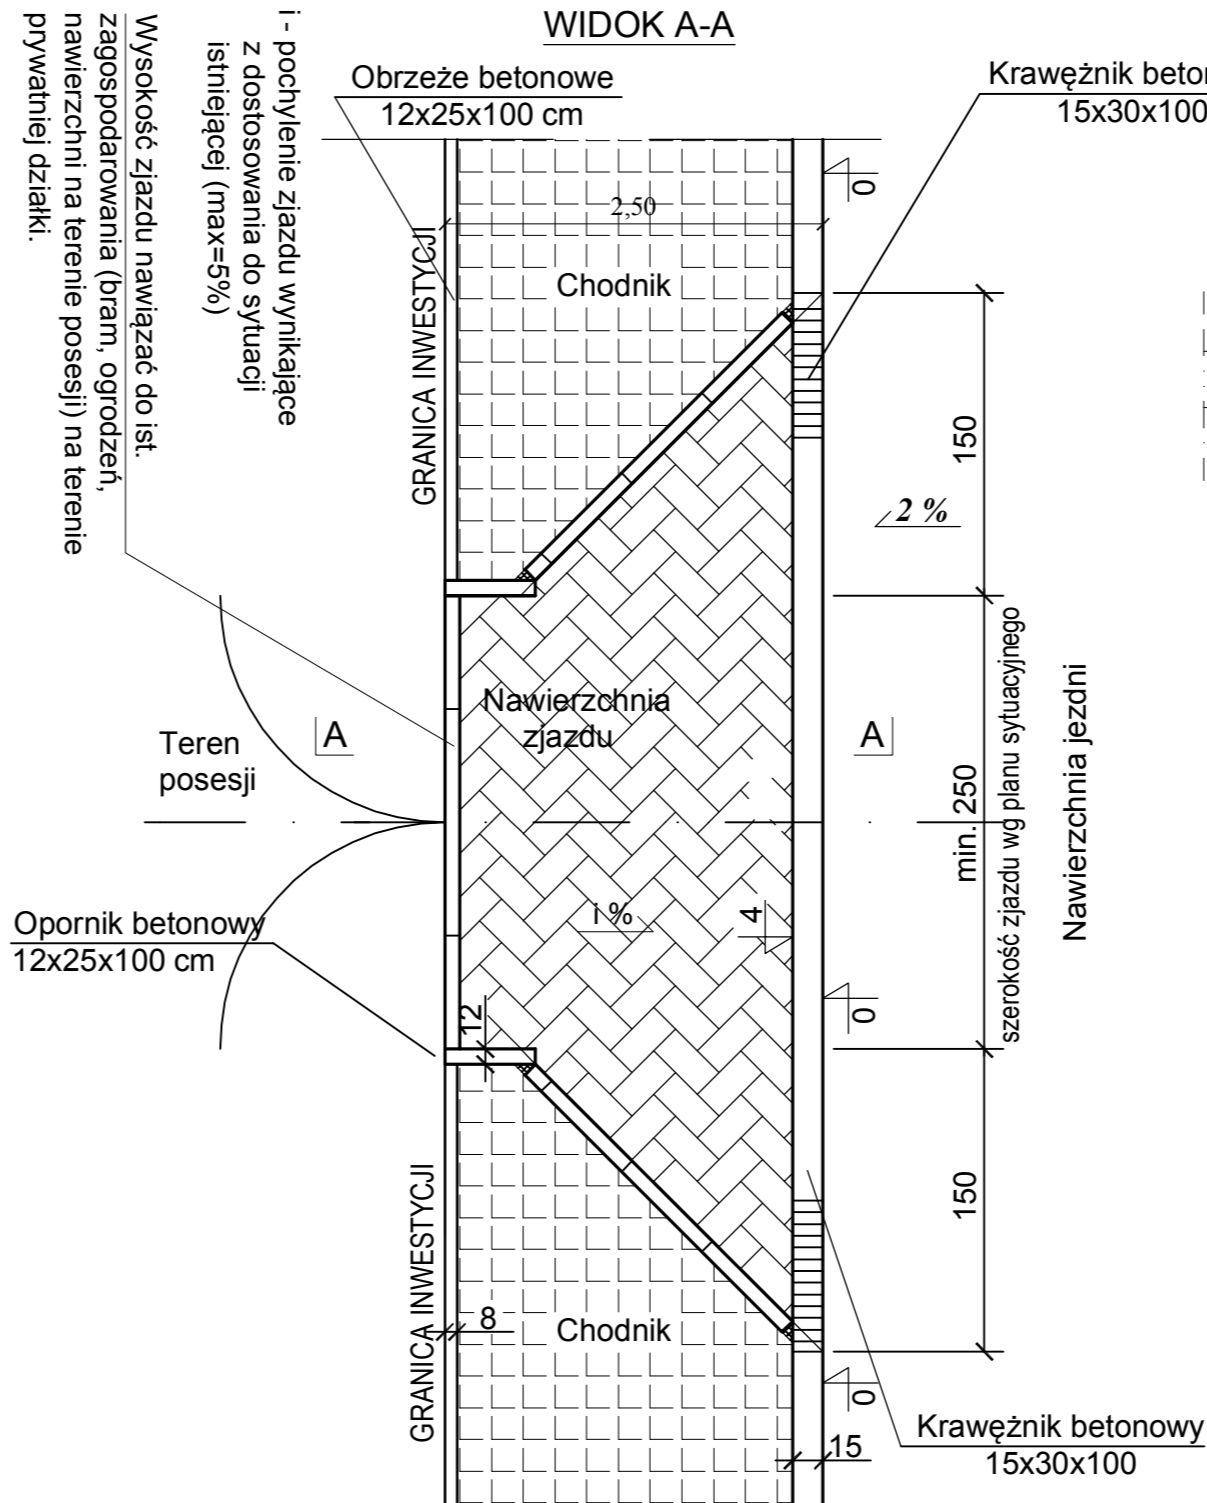 WIDOK A-A
i - pochylenie zjazdu wynikające
z dostosowania do sytuacji
istniejącej (max=5%)
Wysokość zjazdu nawiązać do ist.
zagospodarowania (bram, ogrodzeń,
nawierzchni na terenie posesji) na terenie
prywatniej działki.
Obrzeże betonowe
12x25x100 cm
Krawężnik beto
15x30x100
0
2,50
Chodnik
GRANICA INWESTYCJI
150
2 %
Nawierzchnia
zjazdu
Teren
posesji
A
A
min. 250
szerokość zjazdu wg planu sytuacyjnego
Nawierzchnia jezdni
i %
4
Opornik betonowy
12x25x100 cm
12
0
150
GRANICA INWESTYCJI
8
Chodnik
0
15
Krawężnik betonowy
15x30x100